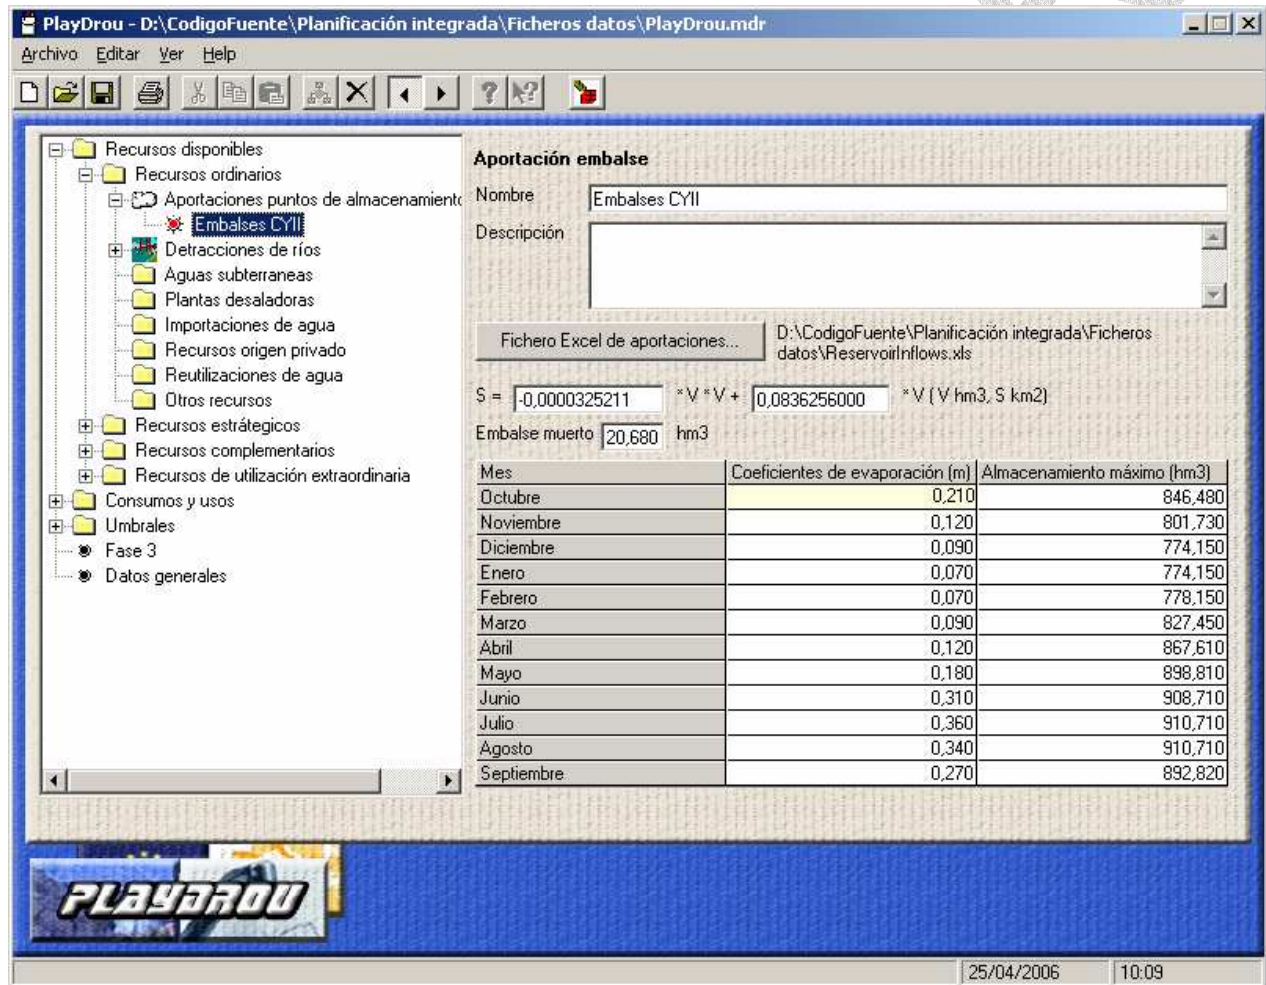 PlayDrou - D:\CodigoFuente\Planificación integrada\Ficheros datos\PlayDrou.mdr
Archivo Editar Ver Help
Recursos disponibles
Recursos ordinarios
Aportaciones puntos de almacenamiento
Embalses CYII
Detracciones de ríos
Aguas subterraneas
Plantas desaladoras
Importaciones de agua
Recursos origen privado
Reutilizaciones de agua
Otros recursos
Recursos estrátegicos
Recursos complementarios
Recursos de utilización extraordinaria
Consumos y usos
Umbrales
Fase 3
Datos generales
Aportación embalse
Nombre Embalses CYII
Descripción
Fichero Excel de aportaciones... D:\CodigoFuente\Planificación integrada\Ficheros
datos\ReservoirInflows.xls
S = -0,0000325211 *V*V + 0,0836256000 *V ( V hm3, S km2)
Embalse muerto 20,680 hm3
Mes Coeficientes de evaporación (m) Almacenamiento máximo (hm3)
Octubre 0,210 846,480
Noviembre 0,120 801,730
Diciembre 0,090 774,150
Enero 0,070 774,150
Febrero 0,070 778,150
Marzo 0,090 827,450
Abril 0,120 867,610
Mayo 0,180 898,810
Junio 0,310 908,710
Julio 0,360 910,710
Agosto 0,340 910,710
Septiembre 0,270 892,820
PLAYDROU
25/04/2006 10:09